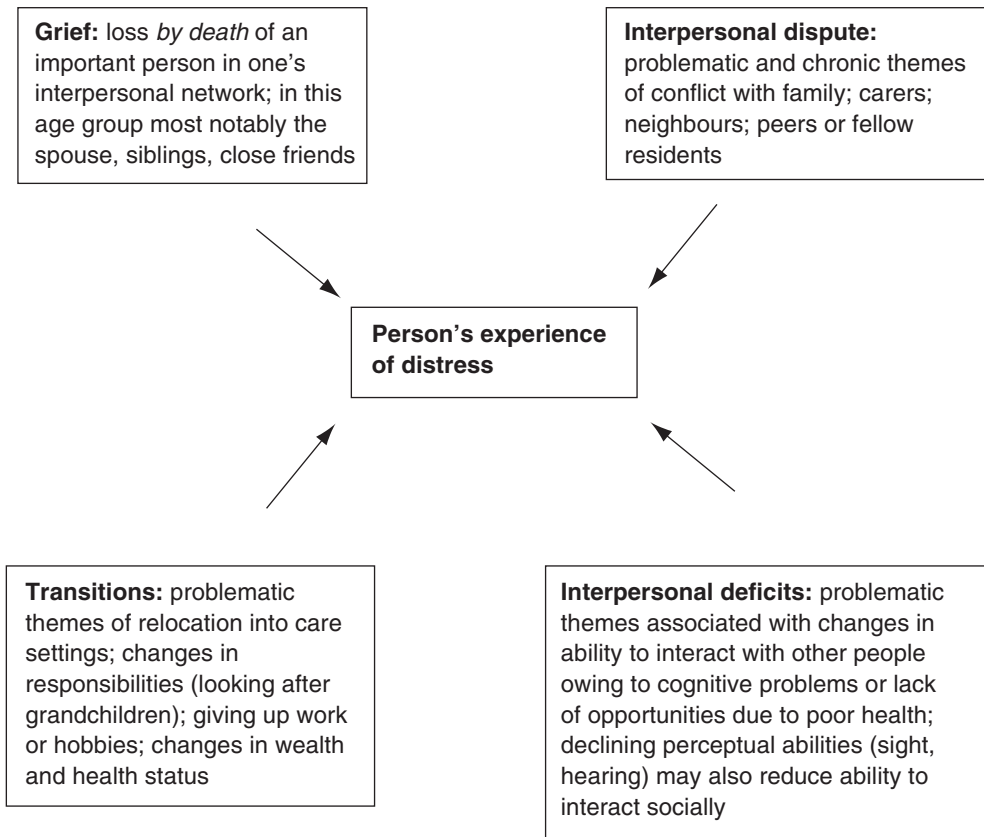 Grief: loss by death of an
important person in one's
interpersonal network; in this
age group most notably the
spouse, siblings, close friends
Interpersonal dispute:
problematic and chronic themes
of conflict with family; carers;
neighbours; peers or fellow
residents
Person's experience
of distress
Transitions: problematic
themes of relocation into care
settings; changes in
responsibilities (looking after
grandchildren); giving up work
or hobbies; changes in wealth
and health status
Interpersonal deficits: problematic
themes associated with changes in
ability to interact with other people
owing to cognitive problems or lack
of opportunities due to poor health;
declining perceptual abilities (sight,
hearing) may also reduce ability to
interact socially